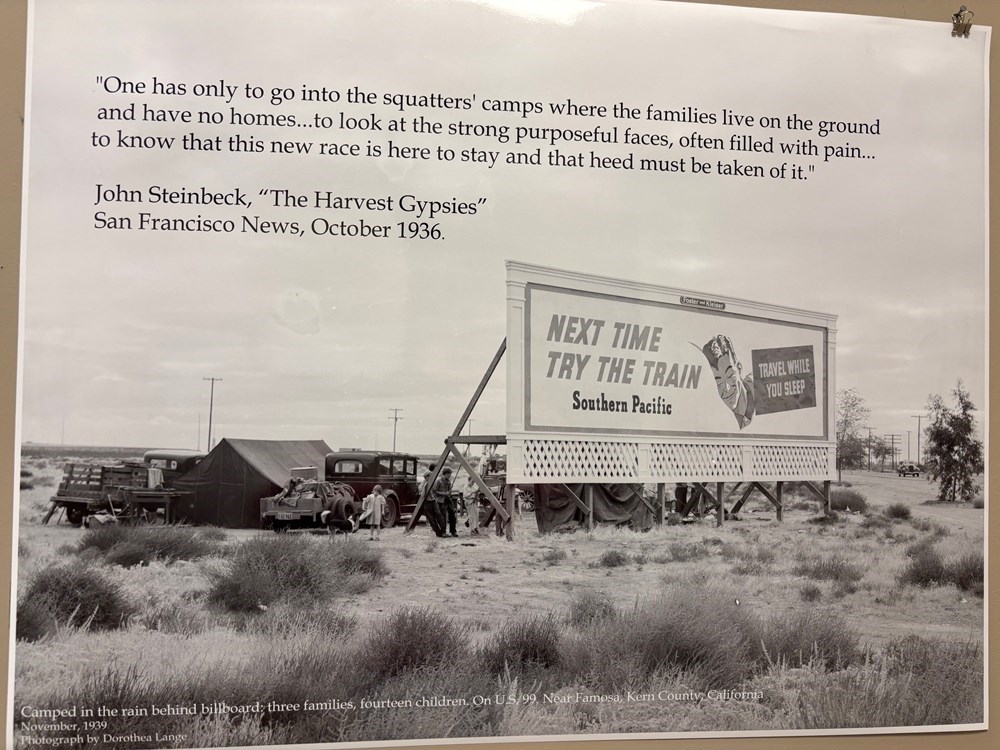 "One has only to go into the squatters' camps where the families live on the ground
and have no homes...to look at the strong purposeful faces, often filled with pain...
to know that this new race is here to stay and that heed must be taken of it."
John Steinbeck, “The Harvest Gypsies”
San Francisco News, October 1936.
Foster and Kleiser
NEXT TIME
TRY THE TRAIN
Southern Pacific
TRAVEL WHILE
YOU SLEEP
Camped in the rain behind billboard: three families, fourteen children. On U.S. 99. Near Famosa, Kern County, California
November, 1939
Photograph by Dorothea Lange